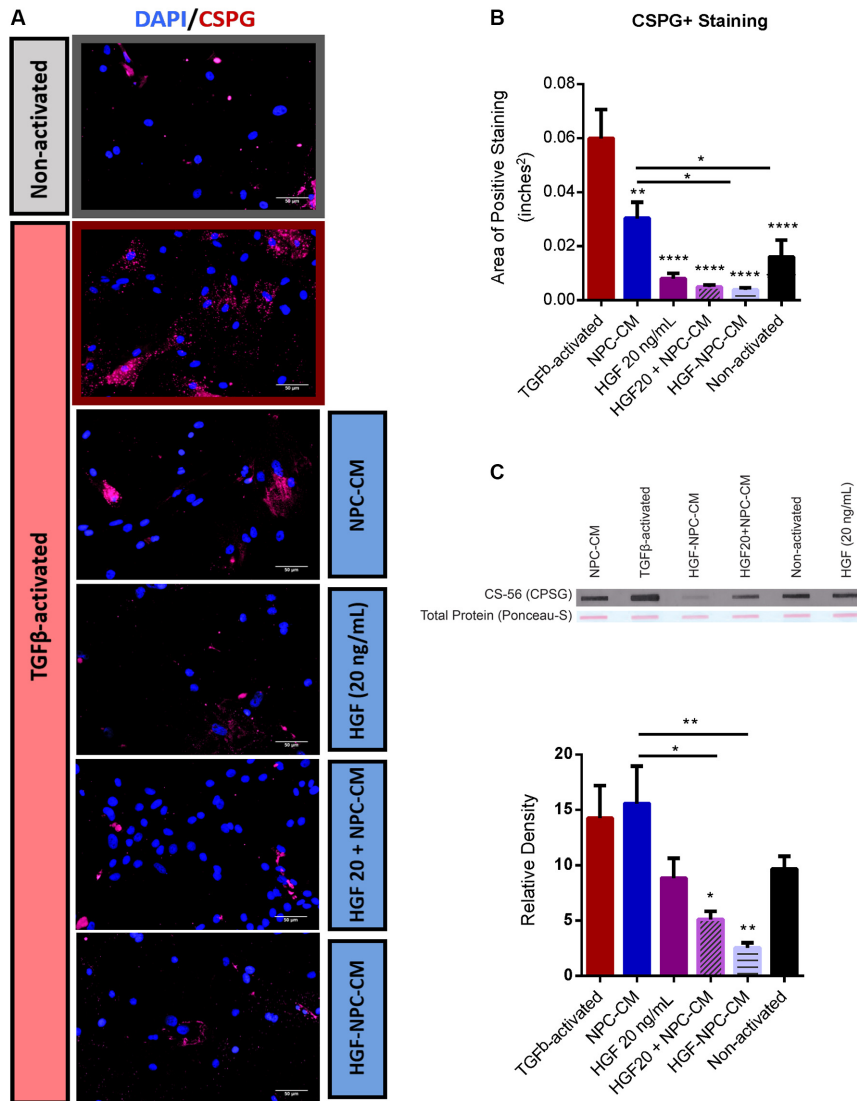 A
DAPI/CSPG
Non-activated
50 µm
TGFβ-activated
50 µm
NPC-CM
50 µm
HGF (20 ng/mL)
50 µm
HGF 20 + NPC-CM
50 µm
HGF-NPC-CM
50 µm
B
CSPG+ Staining
Area of Positive Staining
(inches²)
0.08
0.06
0.04
0.02
0.00
*
*
**
****
****
****
****
TGFb-activated
NPC-CM
HGF 20 ng/mL
HGF20 + NPC-CM
HGF-NPC-CM
Non-activated
C
NPC-CM
TGFβ-activated
HGF-NPC-CM
HGF20+NPC-CM
Non-activated
HGF (20 ng/mL)
CS-56 (CPSG)
Total Protein (Ponceau-S)
Relative Density
20
15
10
5
0
**
*
*
**
TGFb-activated
NPC-CM
HGF 20 ng/mL
HGF20 + NPC-CM
HGF-NPC-CM
Non-activated